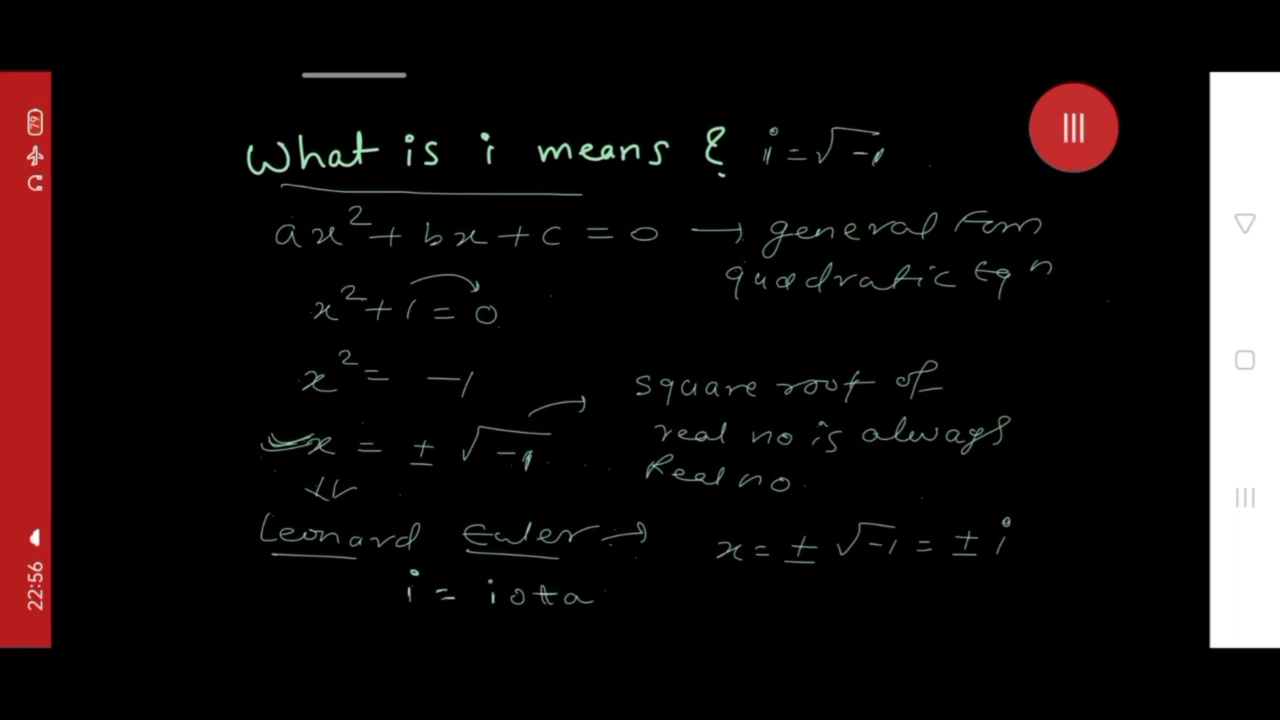 What is i means ? i = √-1
ax² + bx + c = 0 → general Form
quadratic Eqⁿ
x² + 1 = 0
x² = -1
square root of
real no is always
Real no.
x = ± √-1
Leonard Euler → x = ± √-1 = ± i
i = iota
79
22:56